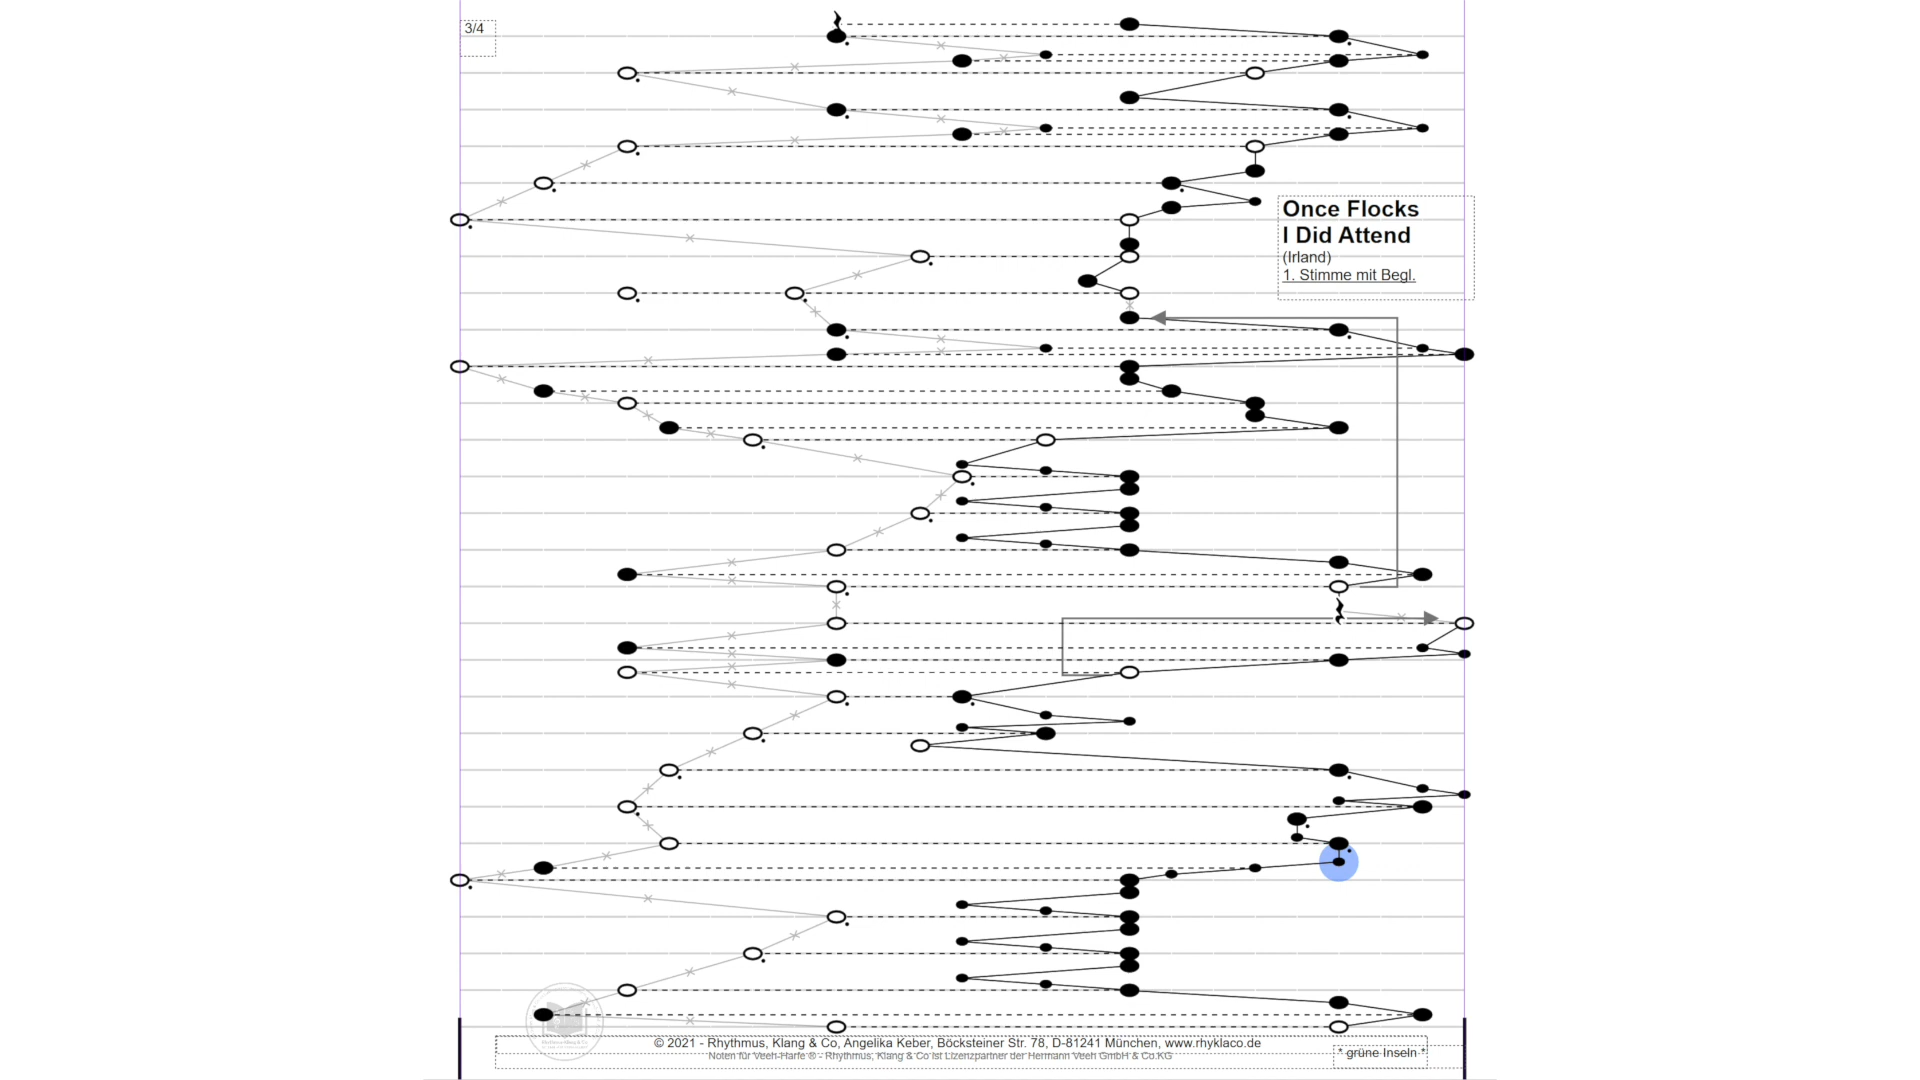 3/4
Once Flocks
I Did Attend
(Irland)
1. Stimme mit Begl.
© 2021 - Rhythmus, Klang & Co, Angelika Keber, Böcksteiner Str. 78, D-81241 München, www.rhyklaco.de
Noten für Veeh-Harfe ® - Rhythmus, Klang & Co ist Lizenzpartner der Hermann Veeh GmbH & Co.KG
* grüne Inseln *